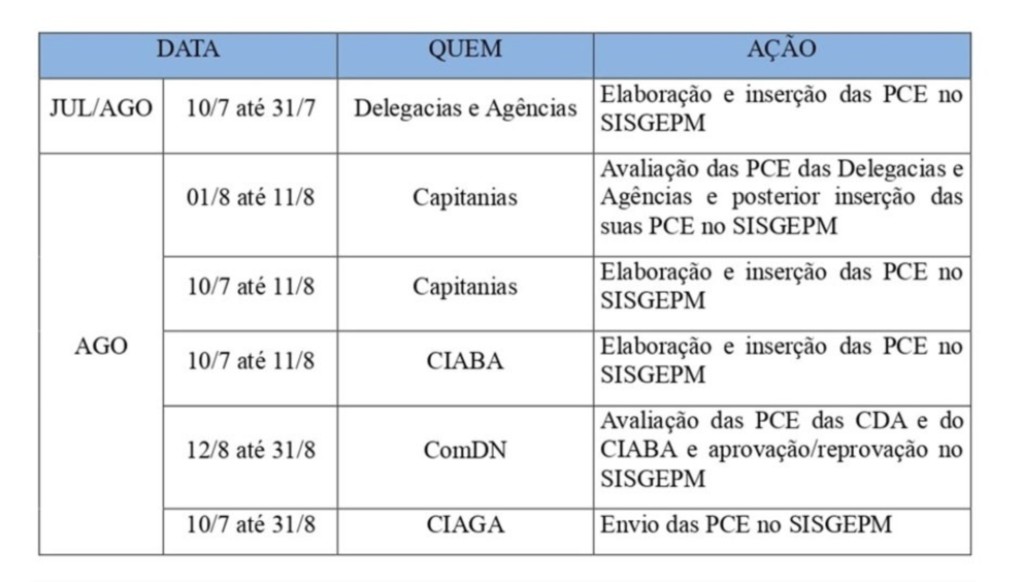 DATA QUEM AÇÃO
JUL/AGO 10/7 até 31/7 Delegacias e Agências Elaboração e inserção das PCE no
SISGEPM
AGO
01/8 até 11/8 Capitanias Avaliação das PCE das Delegacias e
Agências e posterior inserção das
suas PCE no SISGEPM
10/7 até 11/8 Capitanias Elaboração e inserção das PCE no
SISGEPM
10/7 até 11/8 CIABA Elaboração e inserção das PCE no
SISGEPM
12/8 até 31/8 ComDN Avaliação das PCE das CDA e do
CIABA e aprovação/reprovação no
SISGEPM
10/7 até 31/8 CIAGA Envio das PCE no SISGEPM